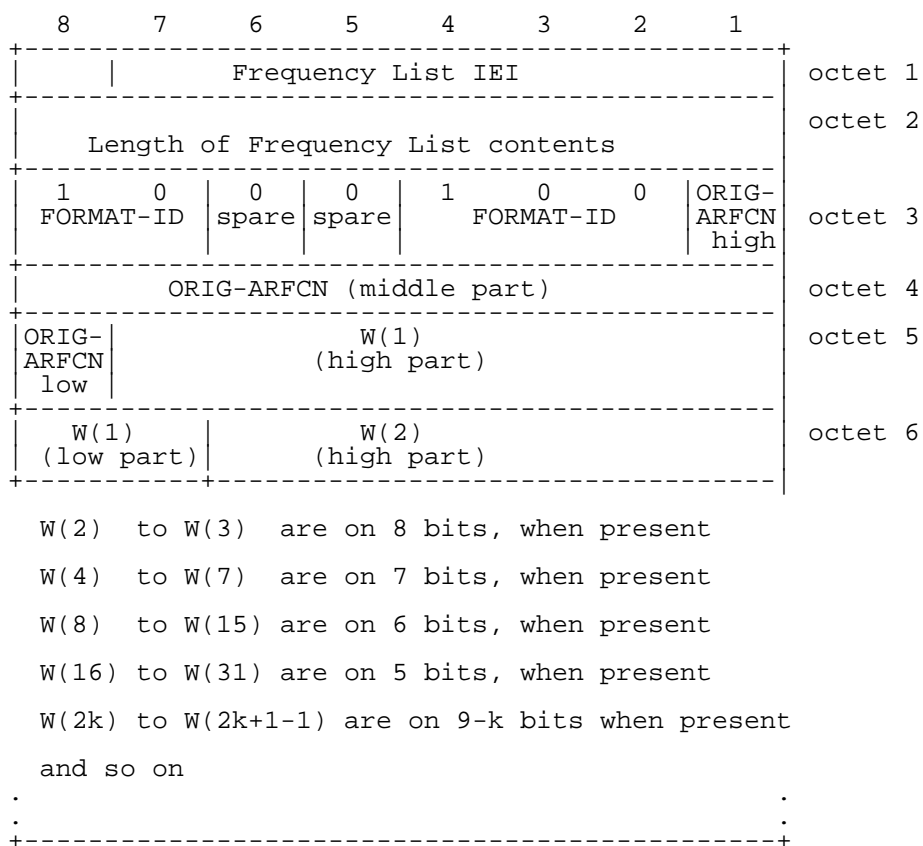 8 7 6 5 4 3 2 1
Frequency List IEI octet 1
octet 2
Length of Frequency List contents
1 0 0 0 1 0 0 ORIG-
FORMAT-ID spare spare FORMAT-ID ARFCN octet 3
high
ORIG-ARFCN (middle part) octet 4
ORIG- W(1) octet 5
ARFCN (high part)
low
W(1) W(2) octet 6
(low part) (high part)
W(2) to W(3) are on 8 bits, when present
W(4) to W(7) are on 7 bits, when present
W(8) to W(15) are on 6 bits, when present
W(16) to W(31) are on 5 bits, when present
W(2k) to W(2k+1-1) are on 9-k bits when present
and so on
. .
. .